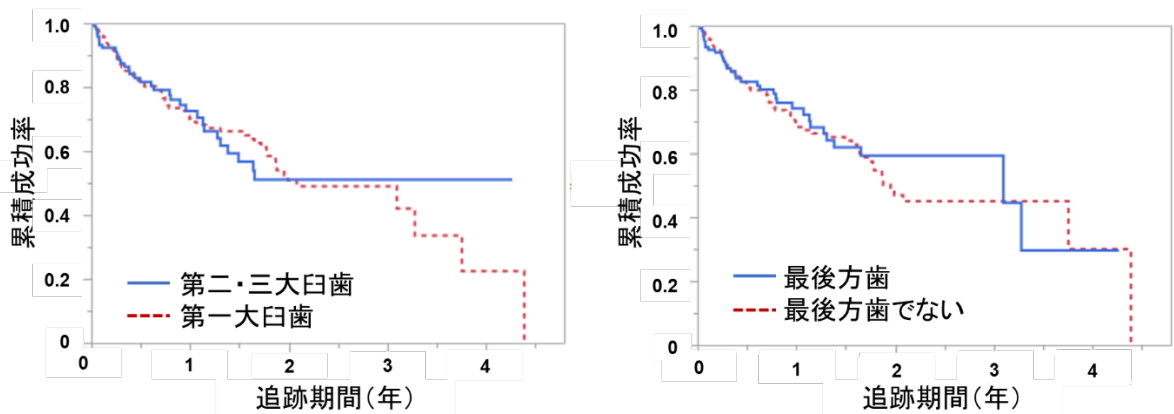 1.0
0.8
0.6
0.4
0.2
0
累積成功率
第二・三大臼歯
第一大臼歯
0 1 2 3 4
追跡期間(年)
1.0
0.8
0.6
0.4
0.2
0
累積成功率
最後方歯
最後方歯でない
0 1 2 3 4
追跡期間(年)